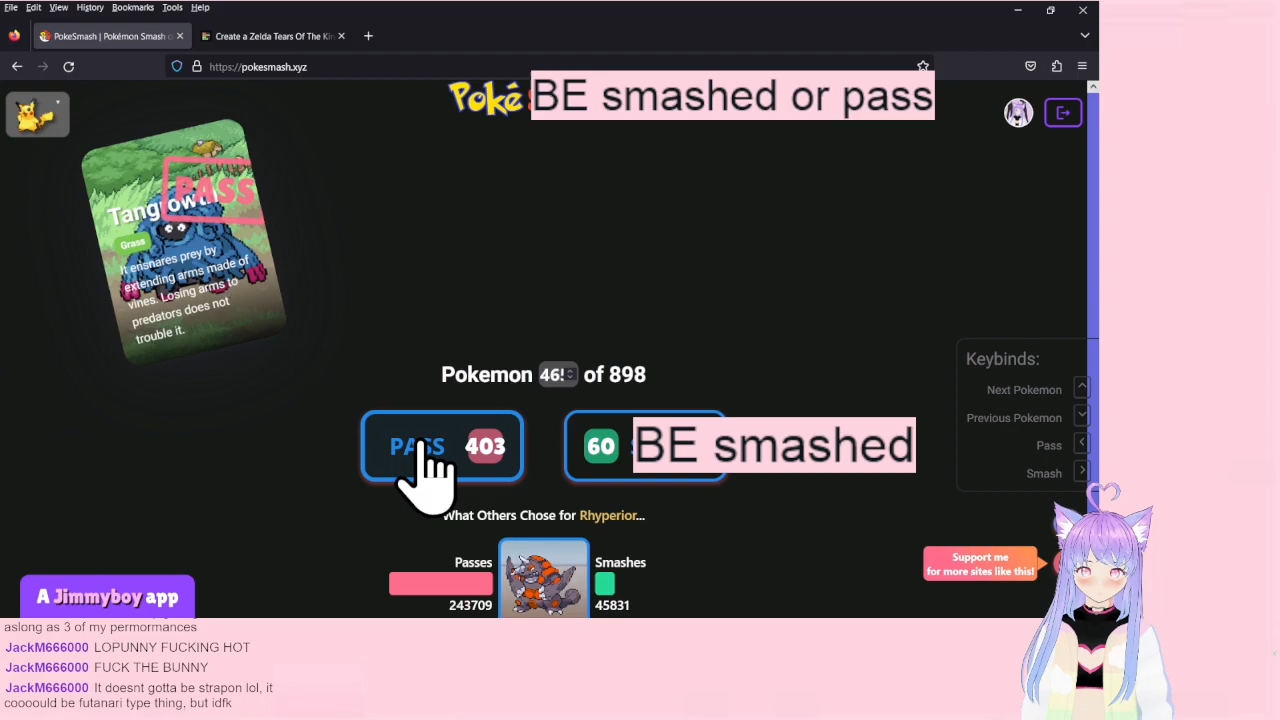 File Edit View History Bookmarks Tools Help
PokeSmash | Pokémon Smash o
Create a Zelda Tears Of The Kin
https://pokesmash.xyz
Poké BE smashed or pass
PASS
Tangrowth
Grass
It ensnares prey by
extending arms made of
vines. Losing arms to
predators does not
trouble it.
Pokemon 465 of 898
PASS 403
60 BE smashed
Keybinds:
Next Pokemon
Previous Pokemon
Pass
Smash
What Others Chose for Rhyperior...
Passes
243709
Smashes
45831
Support me
for more sites like this!
A Jimmyboy app
aslong as 3 of my permormances
JackM666000 LOPUNNY FUCKING HOT
JackM666000 FUCK THE BUNNY
JackM666000 It doesnt gotta be strapon lol, it
cooooould be futanari type thing, but idfk